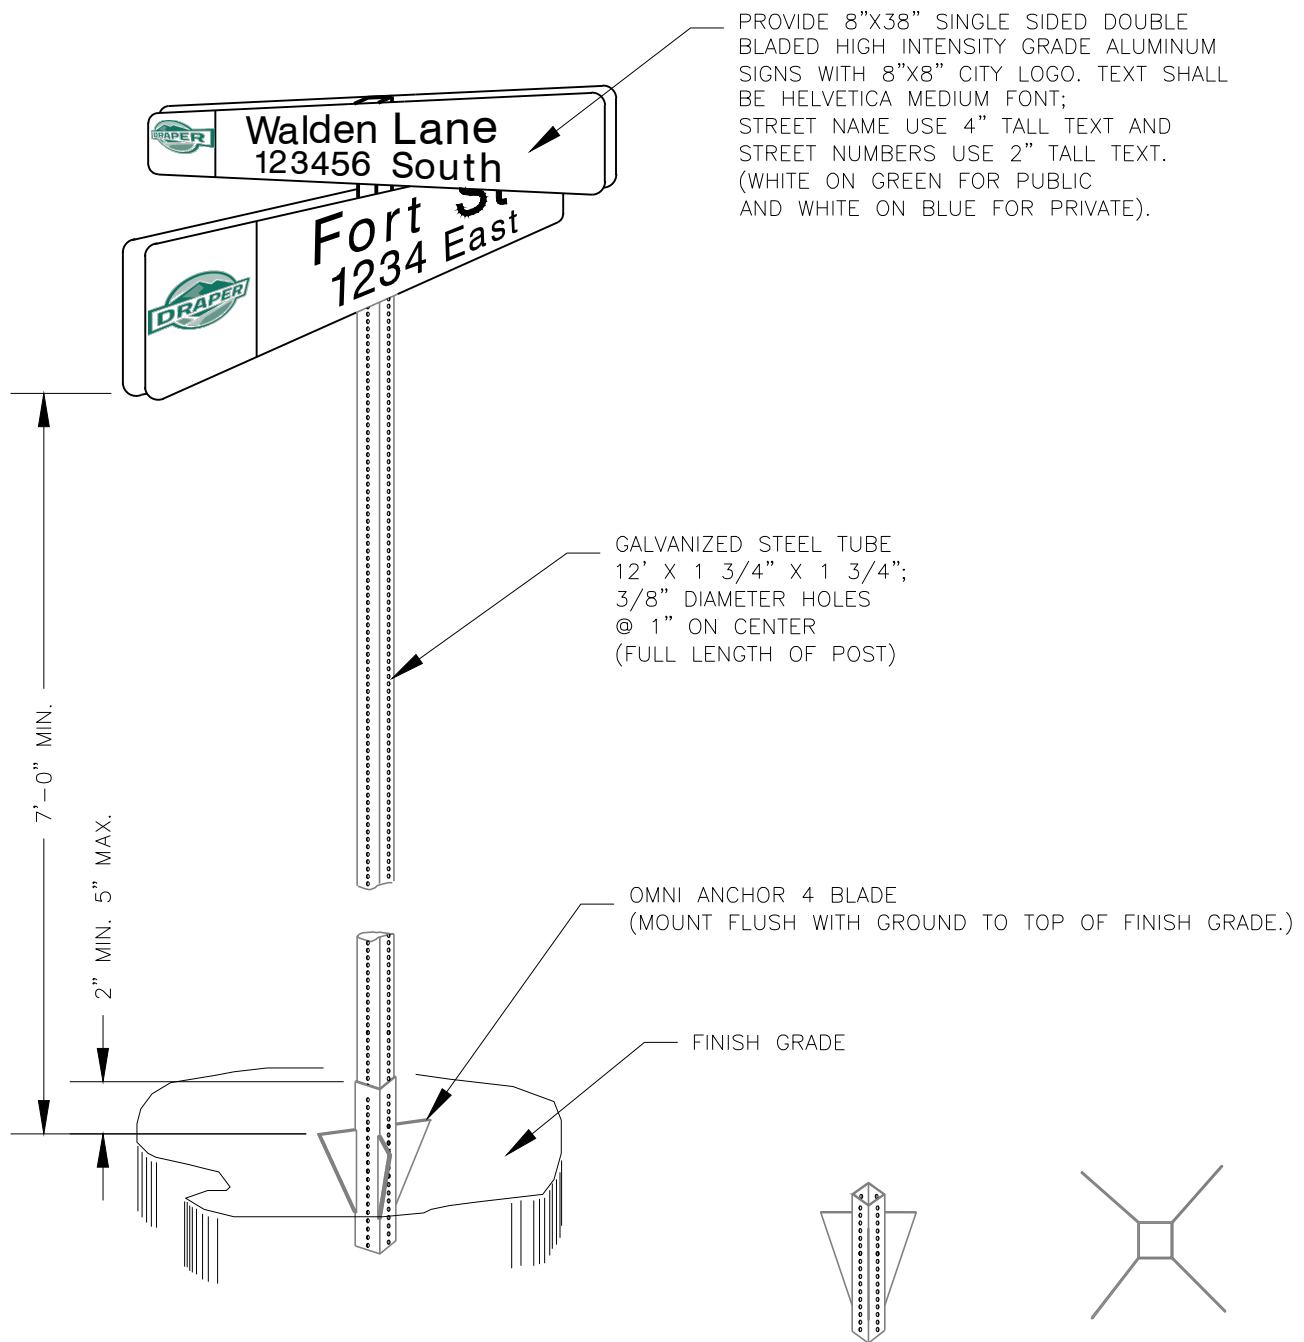 PROVIDE 8”X38” SINGLE SIDED DOUBLE
BLADED HIGH INTENSITY GRADE ALUMINUM
SIGNS WITH 8”X8” CITY LOGO. TEXT SHALL
BE HELVETICA MEDIUM FONT;
STREET NAME USE 4” TALL TEXT AND
STREET NUMBERS USE 2” TALL TEXT.
(WHITE ON GREEN FOR PUBLIC
AND WHITE ON BLUE FOR PRIVATE).
DRAPER
Walden Lane
123456 South
DRAPER
Fort St
1234 East
GALVANIZED STEEL TUBE
12’ X 1 3/4” X 1 3/4”;
3/8” DIAMETER HOLES
@ 1” ON CENTER
(FULL LENGTH OF POST)
7’-0” MIN.
2” MIN. 5” MAX.
OMNI ANCHOR 4 BLADE
(MOUNT FLUSH WITH GROUND TO TOP OF FINISH GRADE.)
FINISH GRADE